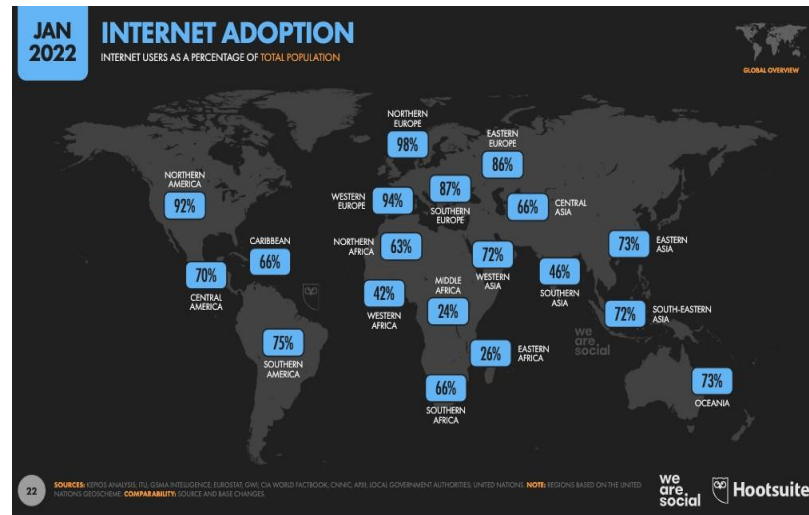 JAN
2022
INTERNET ADOPTION
INTERNET USERS AS A PERCENTAGE OF TOTAL POPULATION
GLOBAL OVERVIEW
NORTHERN
AMERICA
92%
CENTRAL
AMERICA
70%
CARIBBEAN
66%
SOUTHERN
AMERICA
75%
NORTHERN
EUROPE
98%
WESTERN
EUROPE
94%
EASTERN
EUROPE
86%
SOUTHERN
EUROPE
87%
NORTHERN
AFRICA
63%
WESTERN
AFRICA
42%
MIDDLE
AFRICA
24%
EASTERN
AFRICA
26%
SOUTHERN
AFRICA
66%
WESTERN
ASIA
72%
CENTRAL
ASIA
66%
SOUTHERN
ASIA
46%
EASTERN
ASIA
73%
SOUTH-EASTERN
ASIA
72%
OCEANIA
73%
we
are
social
22
SOURCES: KEPIOS ANALYSIS; ITU; GSMA INTELLIGENCE; EUROSTAT; GWI; CIA WORLD FACTBOOK; CNNIC; APJII; LOCAL GOVERNMENT AUTHORITIES; UNITED NATIONS. NOTE: REGIONS BASED ON THE UNITED
NATIONS GEOSCHEME. COMPARABILITY: SOURCE AND BASE CHANGES.
we
are
social
Hootsuite